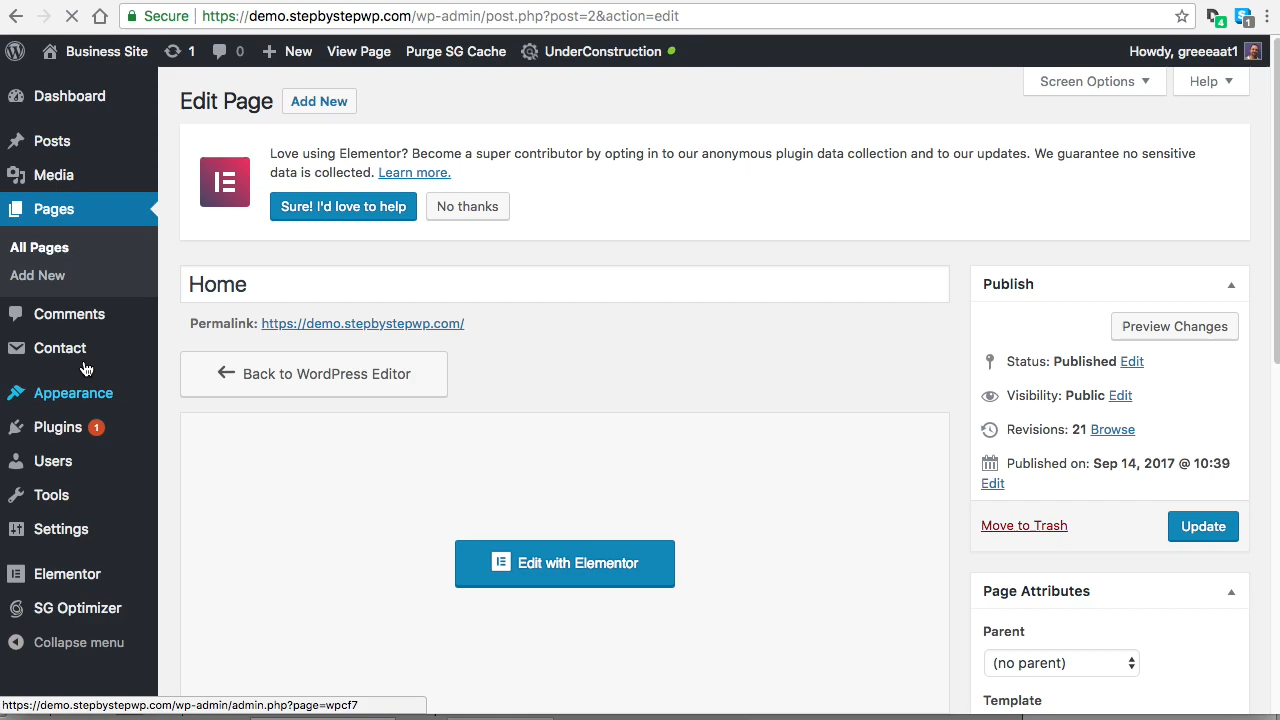 Secure https://demo.stepbystepwp.com/wp-admin/post.php?post=2&action=edit
4
1
Business Site 1 0 New View Page Purge SG Cache UnderConstruction Howdy, greeeaat1
Screen Options Help
Dashboard
Posts
Media
Pages
All Pages
Add New
Comments
Contact
Appearance
Plugins 1
Users
Tools
Settings
Elementor
SG Optimizer
Collapse menu
Edit Page Add New
Love using Elementor? Become a super contributor by opting in to our anonymous plugin data collection and to our updates. We guarantee no sensitive
data is collected. Learn more.
Sure! I'd love to help No thanks
Home
Permalink: https://demo.stepbystepwp.com/
Back to WordPress Editor
Edit with Elementor
Publish
Preview Changes
Status: Published Edit
Visibility: Public Edit
Revisions: 21 Browse
Published on: Sep 14, 2017 @ 10:39
Edit
Move to Trash Update
Page Attributes
Parent
(no parent)
Template
https://demo.stepbystepwp.com/wp-admin/admin.php?page=wpcf7